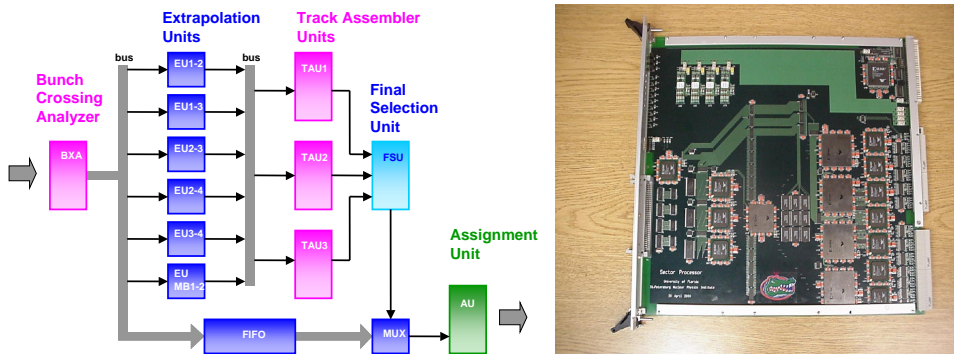 Extrapolation
Units
Track Assembler
Units
bus
bus
Bunch
Crossing
Analyzer
BXA
EU1-2
EU1-3
EU2-3
EU2-4
EU3-4
EU
MB1-2
TAU1
TAU2
TAU3
Final
Selection
Unit
FSU
Assignment
Unit
AU
FIFO
MUX
Sector Processor
University of Florida